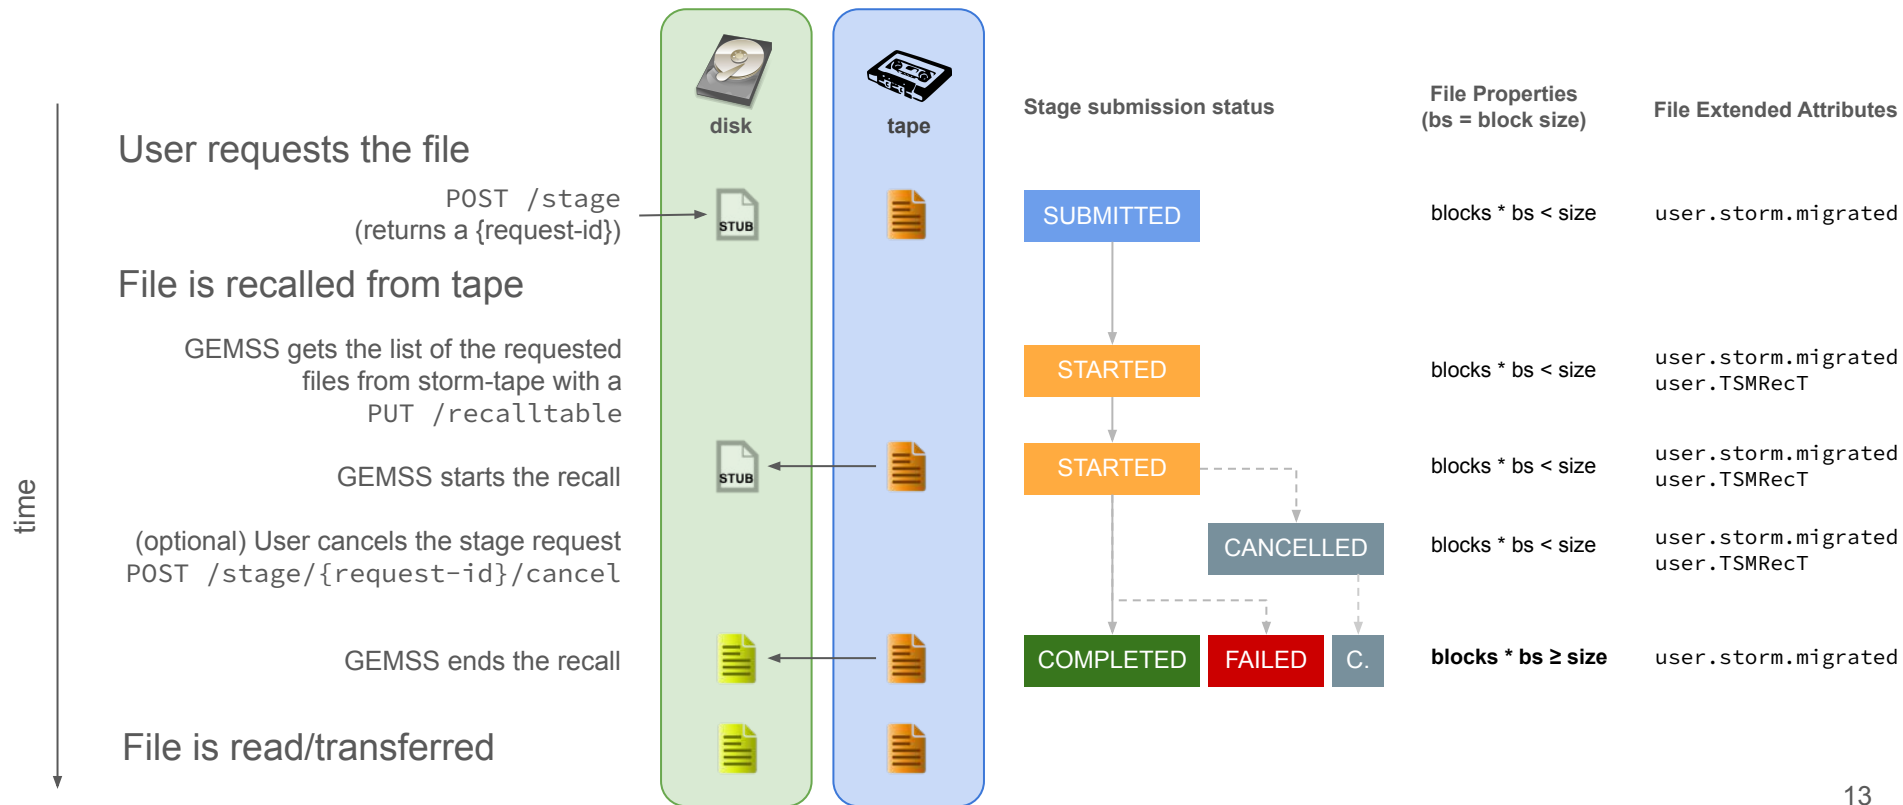 disk
tape
Stage submission status
File Properties
(bs = block size)
File Extended Attributes
User requests the file
POST /stage
(returns a {request-id})
STUB
SUBMITTED
blocks * bs < size
user.storm.migrated
File is recalled from tape
GEMSS gets the list of the requested
files from storm-tape with a
PUT /recalltable
STARTED
blocks * bs < size
user.storm.migrated
user.TSMRecT
GEMSS starts the recall
STUB
STARTED
blocks * bs < size
user.storm.migrated
user.TSMRecT
time
(optional) User cancels the stage request
POST /stage/{request-id}/cancel
CANCELLED
blocks * bs < size
user.storm.migrated
user.TSMRecT
GEMSS ends the recall
COMPLETED
FAILED
C.
blocks * bs ≥ size
user.storm.migrated
File is read/transferred
13